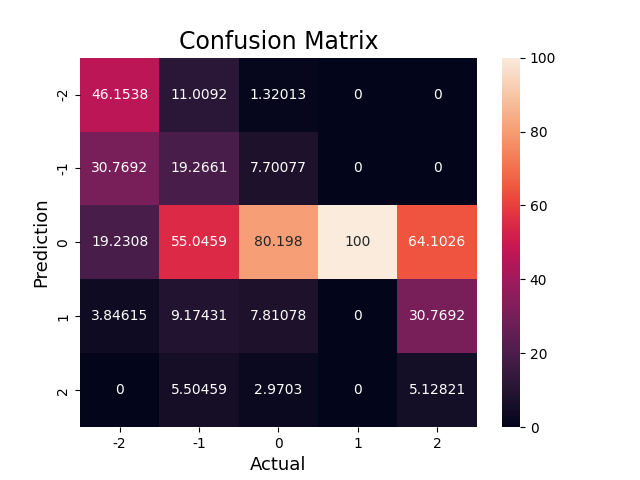 Confusion Matrix
100
-2 46.1538 11.0092 1.32013 0 0
80
-1 30.7692 19.2661 7.70077 0 0
60
Prediction
0 19.2308 55.0459 80.198 100 64.1026
40
1 3.84615 9.17431 7.81078 0 30.7692
20
2 0 5.50459 2.9703 0 5.12821
0
-2 -1 0 1 2
Actual